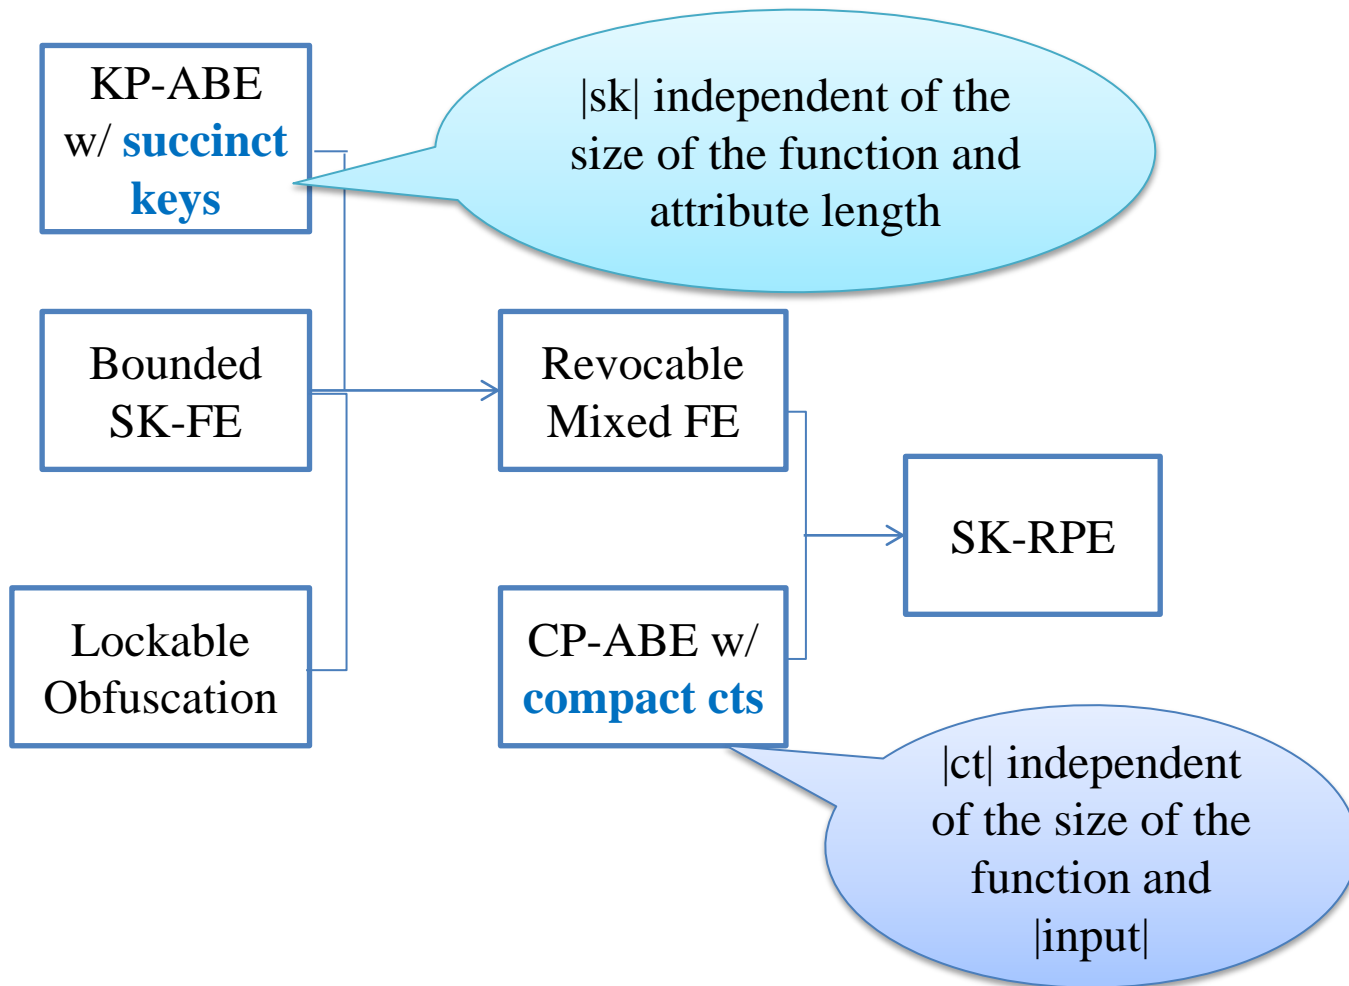 KP-ABE
w/ succinct
keys
|sk| independent of the
size of the function and
attribute length
Bounded
SK-FE
Revocable
Mixed FE
SK-RPE
Lockable
Obfuscation
CP-ABE w/
compact cts
|ct| independent
of the size of the
function and
|input|